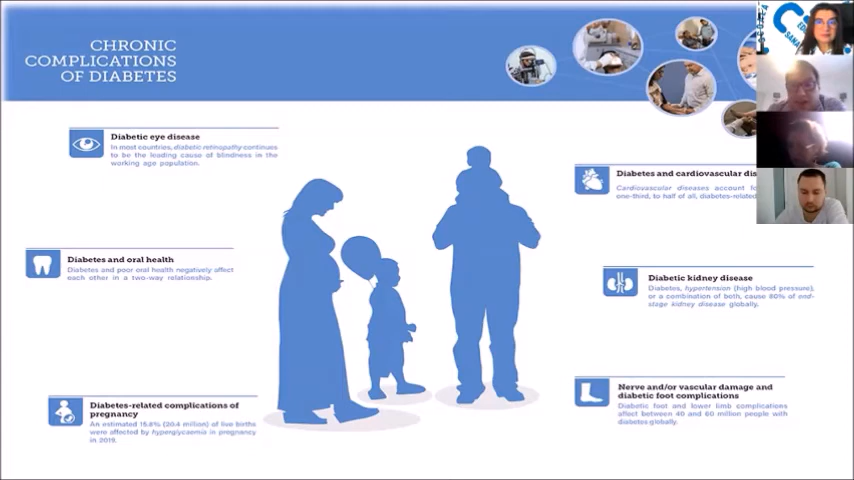 CHRONIC
COMPLICATIONS
OF DIABETES
Diabetic eye disease
In most countries, diabetic retinopathy continues
to be the leading cause of blindness in the
working age population.
Diabetes and oral health
Diabetes and poor oral health negatively affect
each other in a two-way relationship.
Diabetes-related complications of
pregnancy
An estimated 15.8% (20.4 million) of live births
were affected by hyperglycaemia in pregnancy
in 2019.
Diabetes and cardiovascular dis
Cardiovascular diseases account fo
one-third, to half of all, diabetes-related
Diabetic kidney disease
Diabetes, hypertension (high blood pressure),
or a combination of both, cause 80% of end-
stage kidney disease globally.
Nerve and/or vascular damage and
diabetic foot complications
Diabetic foot and lower limb complications
affect between 40 and 60 million people with
diabetes globally.